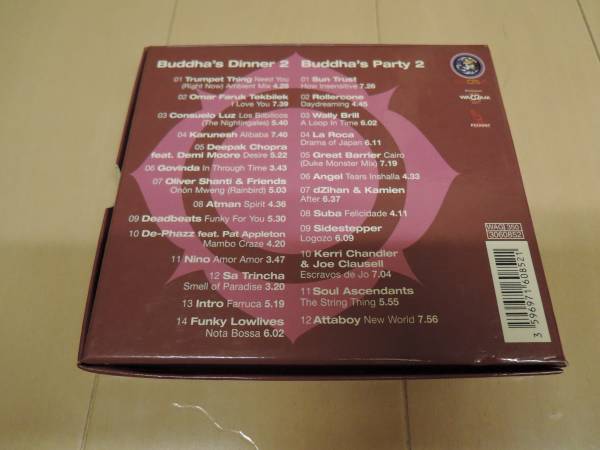 Buddha's Dinner 2
01 Trumpet Thing Need You
(Right Now) Ambient Mix 4.28
02 Omar Faruk Tekbilek
I Love You 7.39
03 Consuelo Luz Los Bilbilicos
(The Nightingales) 5.40
04 Karunesh Alibaba 7.40
05 Deepak Chopra
feat. Demi Moore Desire 5.22
06 Govinda In Through Time 3.43
07 Oliver Shanti & Friends
Onón Mweng (Rainbird) 5.03
08 Atman Spirit 4.36
09 Deadbeats Funky For You 5.30
10 De-Phazz feat. Pat Appleton
Mambo Craze 4.20
11 Nino Amor Amor 3.47
12 Sa Trincha
Smell of Paradise 3.20
13 Intro Farruca 5.19
14 Funky Lowlives
Nota Bossa 6.02
Buddha's Party 2
01 Sun Trust
How Insensitive 7.26
02 Rollercone
Daydreaming 4.45
03 Wally Brill
A Loop In Time 6.02
04 La Roca
Drams of Japan 6.11
05 Great Barrier Cairo
(Duke Monster Mix) 7.19
06 Angel Tears Inshalla 4.33
07 dZihan & Kamien
After 6.37
08 Suba Felicidade 4.11
09 Sidestepper
Logozo 6.09
10 Kerri Chandler
& Joe Clausell
Escravos de Jo 7.04
11 Soul Ascendants
The String Thing 5.55
12 Attaboy New World 7.56
WAGRAM
WAG 350
3060852
3 596971 608521